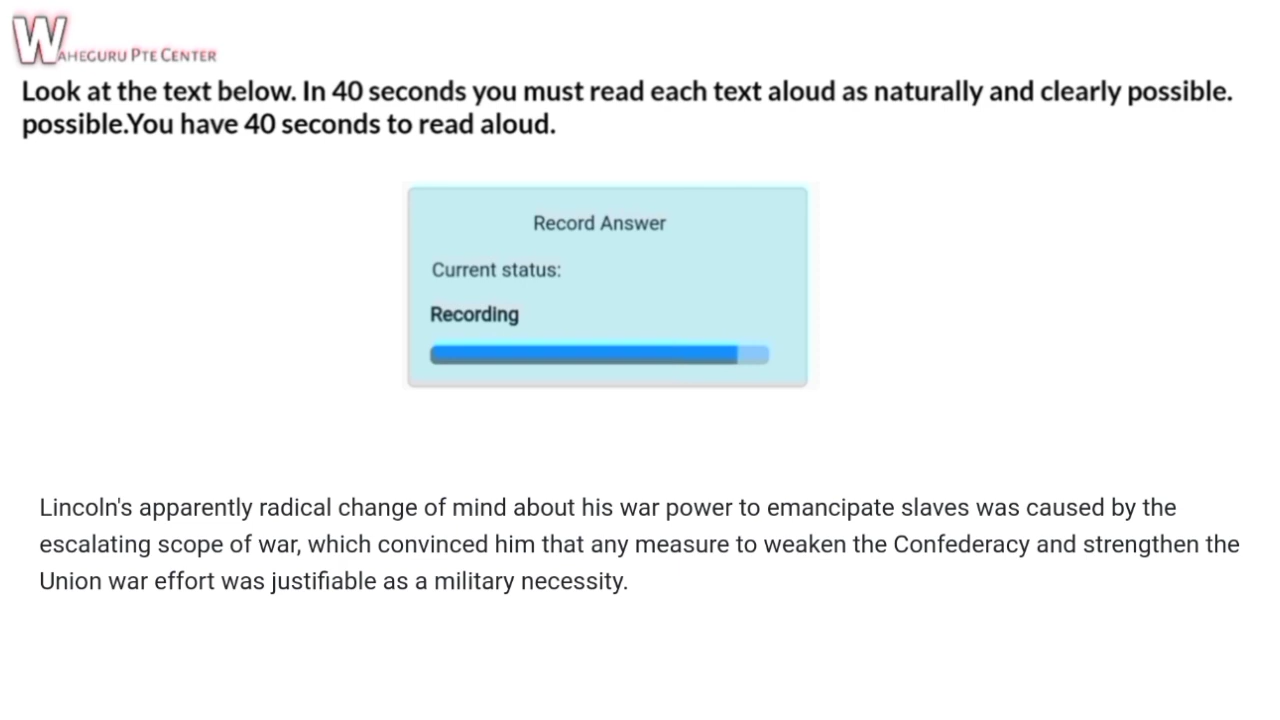 WAHEGURU PTE CENTER
Look at the text below. In 40 seconds you must read each text aloud as naturally and clearly possible.
possible.You have 40 seconds to read aloud.
Record Answer
Current status:
Recording
Lincoln's apparently radical change of mind about his war power to emancipate slaves was caused by the
escalating scope of war, which convinced him that any measure to weaken the Confederacy and strengthen the
Union war effort was justifiable as a military necessity.